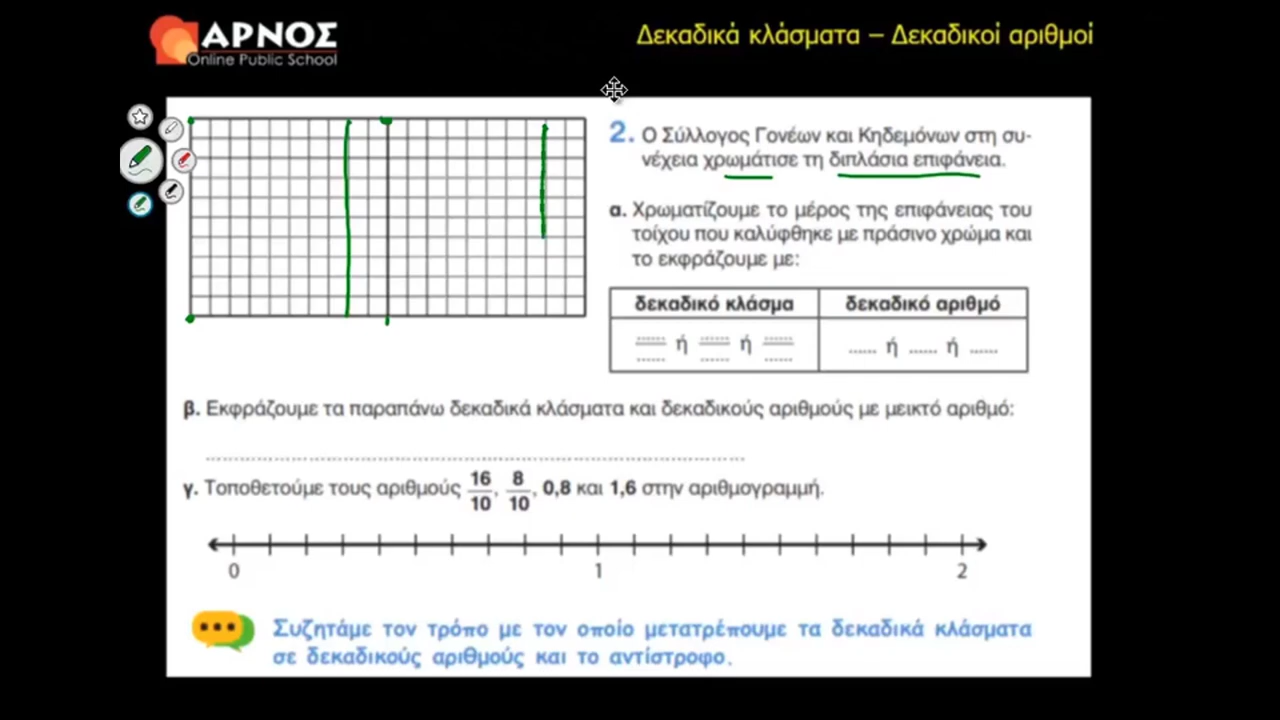 ΑΡΝΟΣ
Online Public School
Δεκαδικά κλάσματα – Δεκαδικοί αριθμοί
2. Ο Σύλλογος Γονέων και Κηδεμόνων στη συ-
νέχεια χρωμάτισε τη διπλάσια επιφάνεια.
α. Χρωματίζουμε το μέρος της επιφάνειας του
τοίχου που καλύφθηκε με πράσινο χρώμα και
το εκφράζουμε με:
δεκαδικό κλάσμα δεκαδικό αριθμό
...... ή ...... ή ...... ...... ή ...... ή ......
β. Εκφράζουμε τα παραπάνω δεκαδικά κλάσματα και δεκαδικούς αριθμούς με μεικτό αριθμό:
γ. Τοποθετούμε τους αριθμούς 16/10, 8/10, 0,8 και 1,6 στην αριθμογραμμή.
0 1 2
Συζητάμε τον τρόπο με τον οποίο μετατρέπουμε τα δεκαδικά κλάσματα
σε δεκαδικούς αριθμούς και το αντίστροφο.